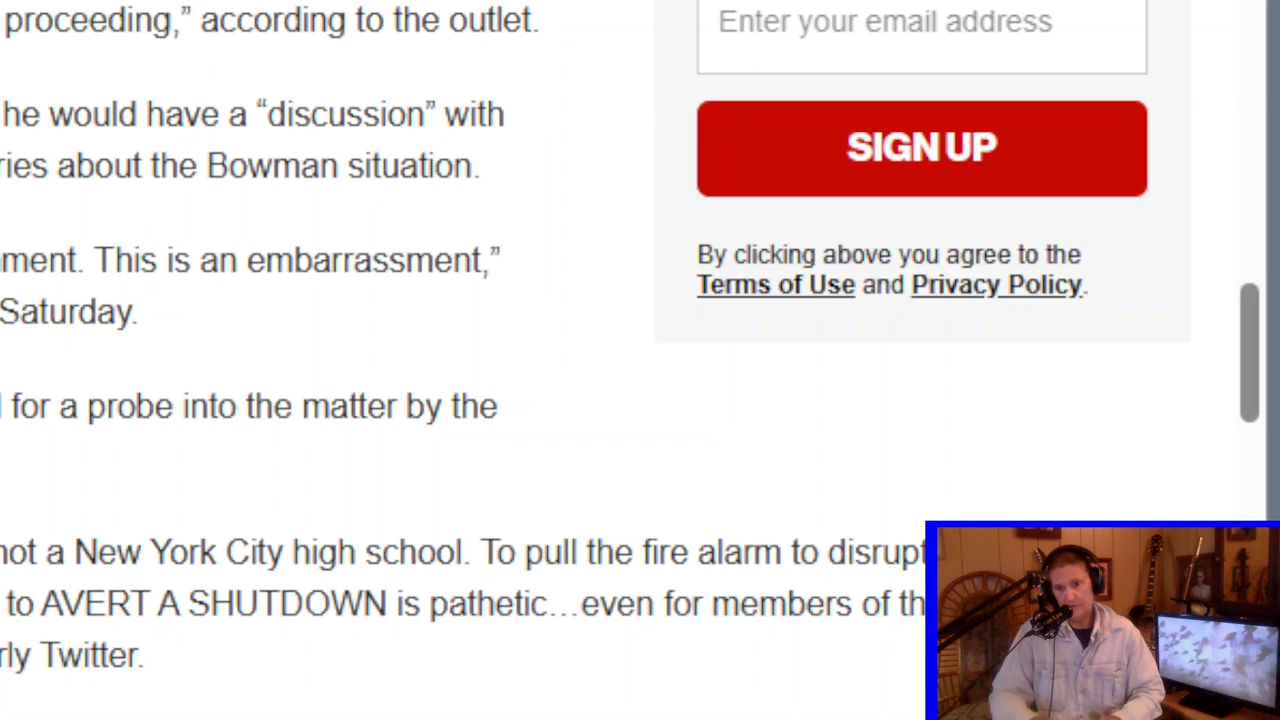 proceeding,” according to the outlet.
he would have a “discussion” with
ries about the Bowman situation.
ment. This is an embarrassment,”
Saturday.
for a probe into the matter by the
not a New York City high school. To pull the fire alarm to disrupt
to AVERT A SHUTDOWN is pathetic…even for members of th
rly Twitter.
Enter your email address
SIGN UP
By clicking above you agree to the
Terms of Use and Privacy Policy.